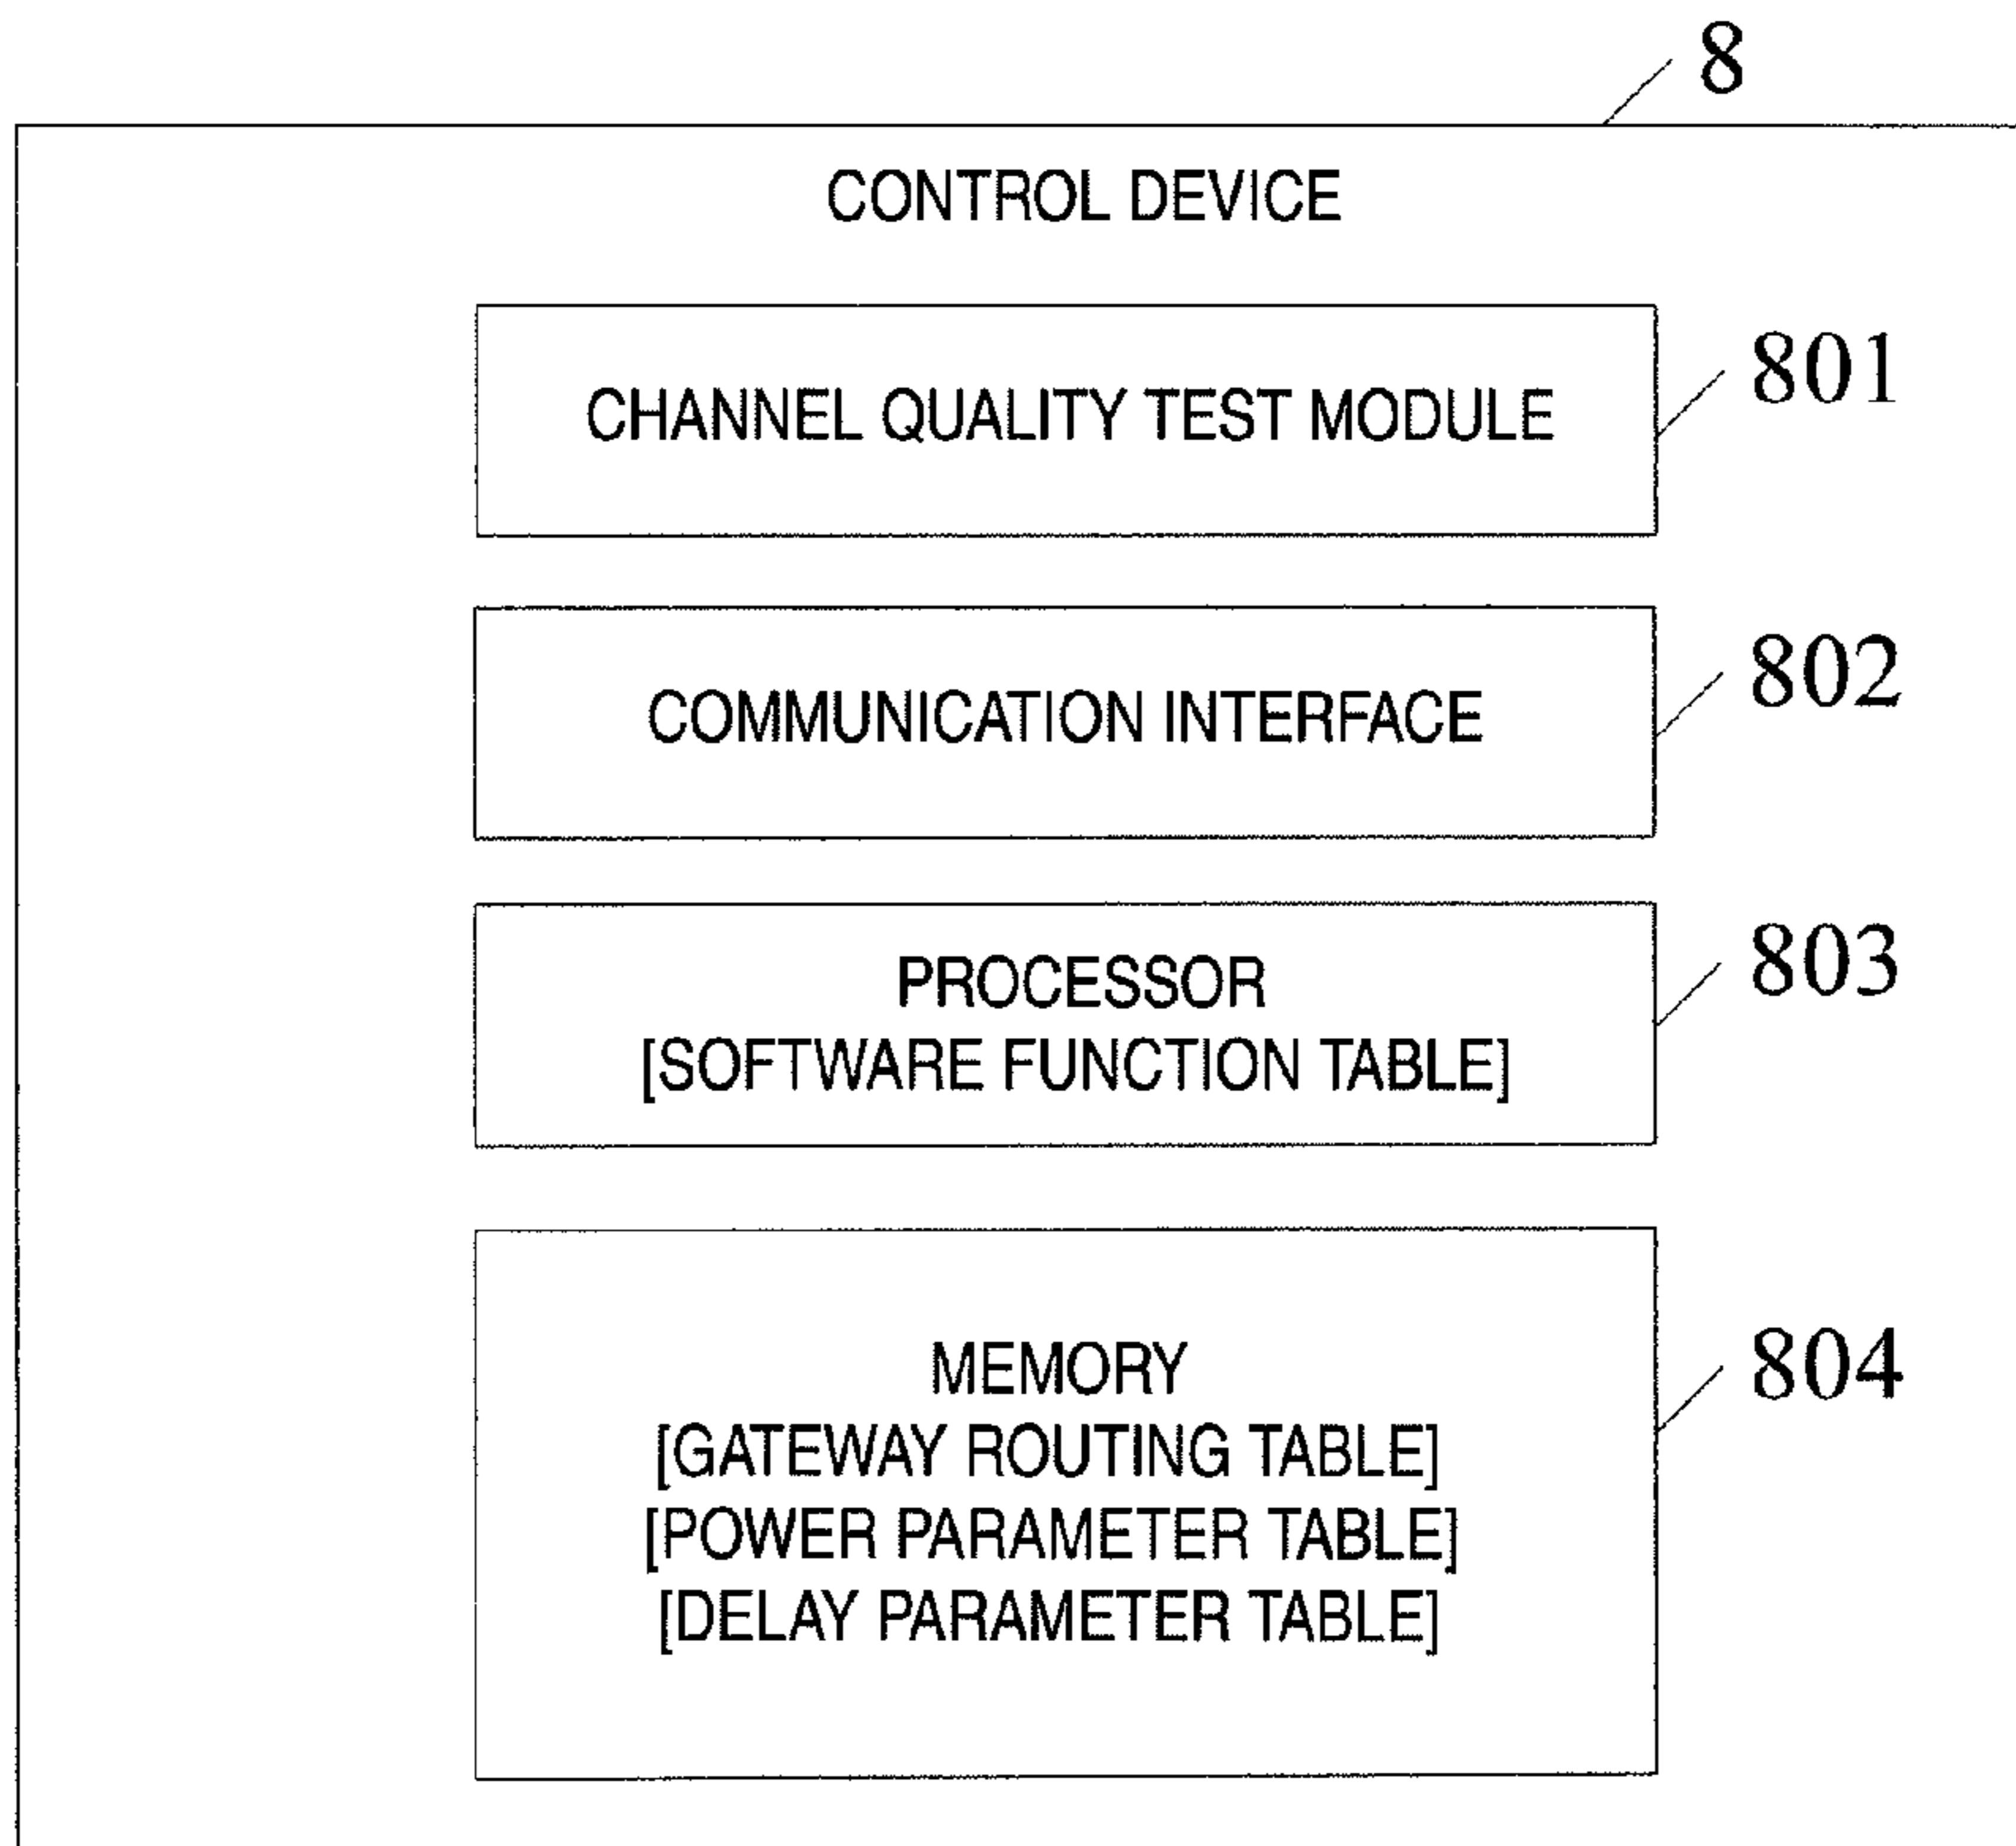 8
CONTROL DEVICE
CHANNEL QUALITY TEST MODULE
801
COMMUNICATION INTERFACE
802
PROCESSOR
[SOFTWARE FUNCTION TABLE]
803
MEMORY
[GATEWAY ROUTING TABLE]
[POWER PARAMETER TABLE]
[DELAY PARAMETER TABLE]
804